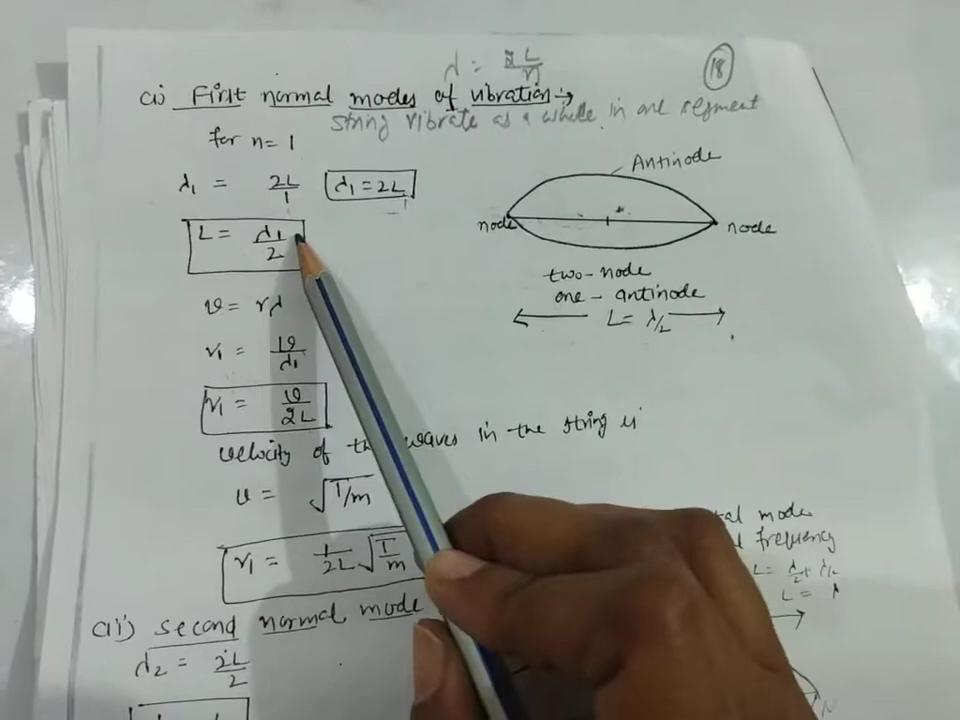 λ = 2L/n
18
(i) First normal modes of vibration →
String vibrate as a whole in one segment
for n = 1
λ₁ = 2L/1  λ₁ = 2L
L = λ₁/2
Antinode
node
node
two-node
one-antinode
L = λ/2
v = νλ
ν₁ = v/λ₁
ν₁ = v/2L
velocity of the waves in the string is
v = √T/m
ν₁ = 1/2L √T/m
mode
frequency
L = λ/2 + λ/2
L = λ
(ii) Second normal mode
λ₂ = 2L/2